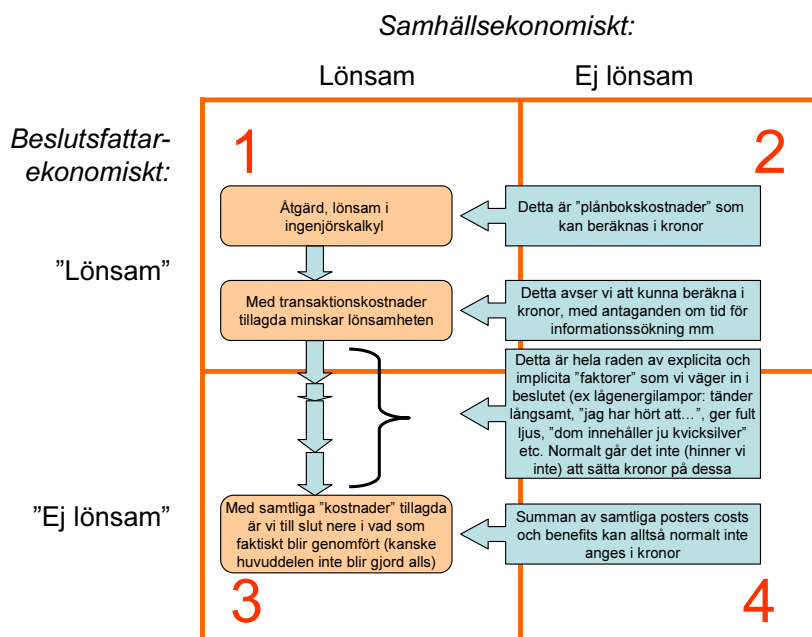 Samhällsekonomiskt:
Lönsam
Ej lönsam
Beslutsfattar-
ekonomiskt:
1
2
Åtgärd, lönsam i
ingenjörskalkyl
Detta är ”plånbokskostnader” som
kan beräknas i kronor
”Lönsam”
Med transaktionskostnader
tillagda minskar lönsamheten
Detta avser vi att kunna beräkna i
kronor, med antaganden om tid för
informationssökning mm
Detta är hela raden av explicita och
implicita ”faktorer” som vi väger in i
beslutet (ex lågenergilampor: tänder
långsamt, ”jag har hört att…”, ger fult
ljus, ”dom innehåller ju kvicksilver”
etc. Normalt går det inte (hinner vi
inte) att sätta kronor på dessa
”Ej lönsam”
Med samtliga ”kostnader” tillagda
är vi till slut nere i vad som
faktiskt blir genomfört (kanske
huvuddelen inte blir gjord alls)
Summan av samtliga posters costs
och benefits kan alltså normalt inte
anges i kronor
3
4